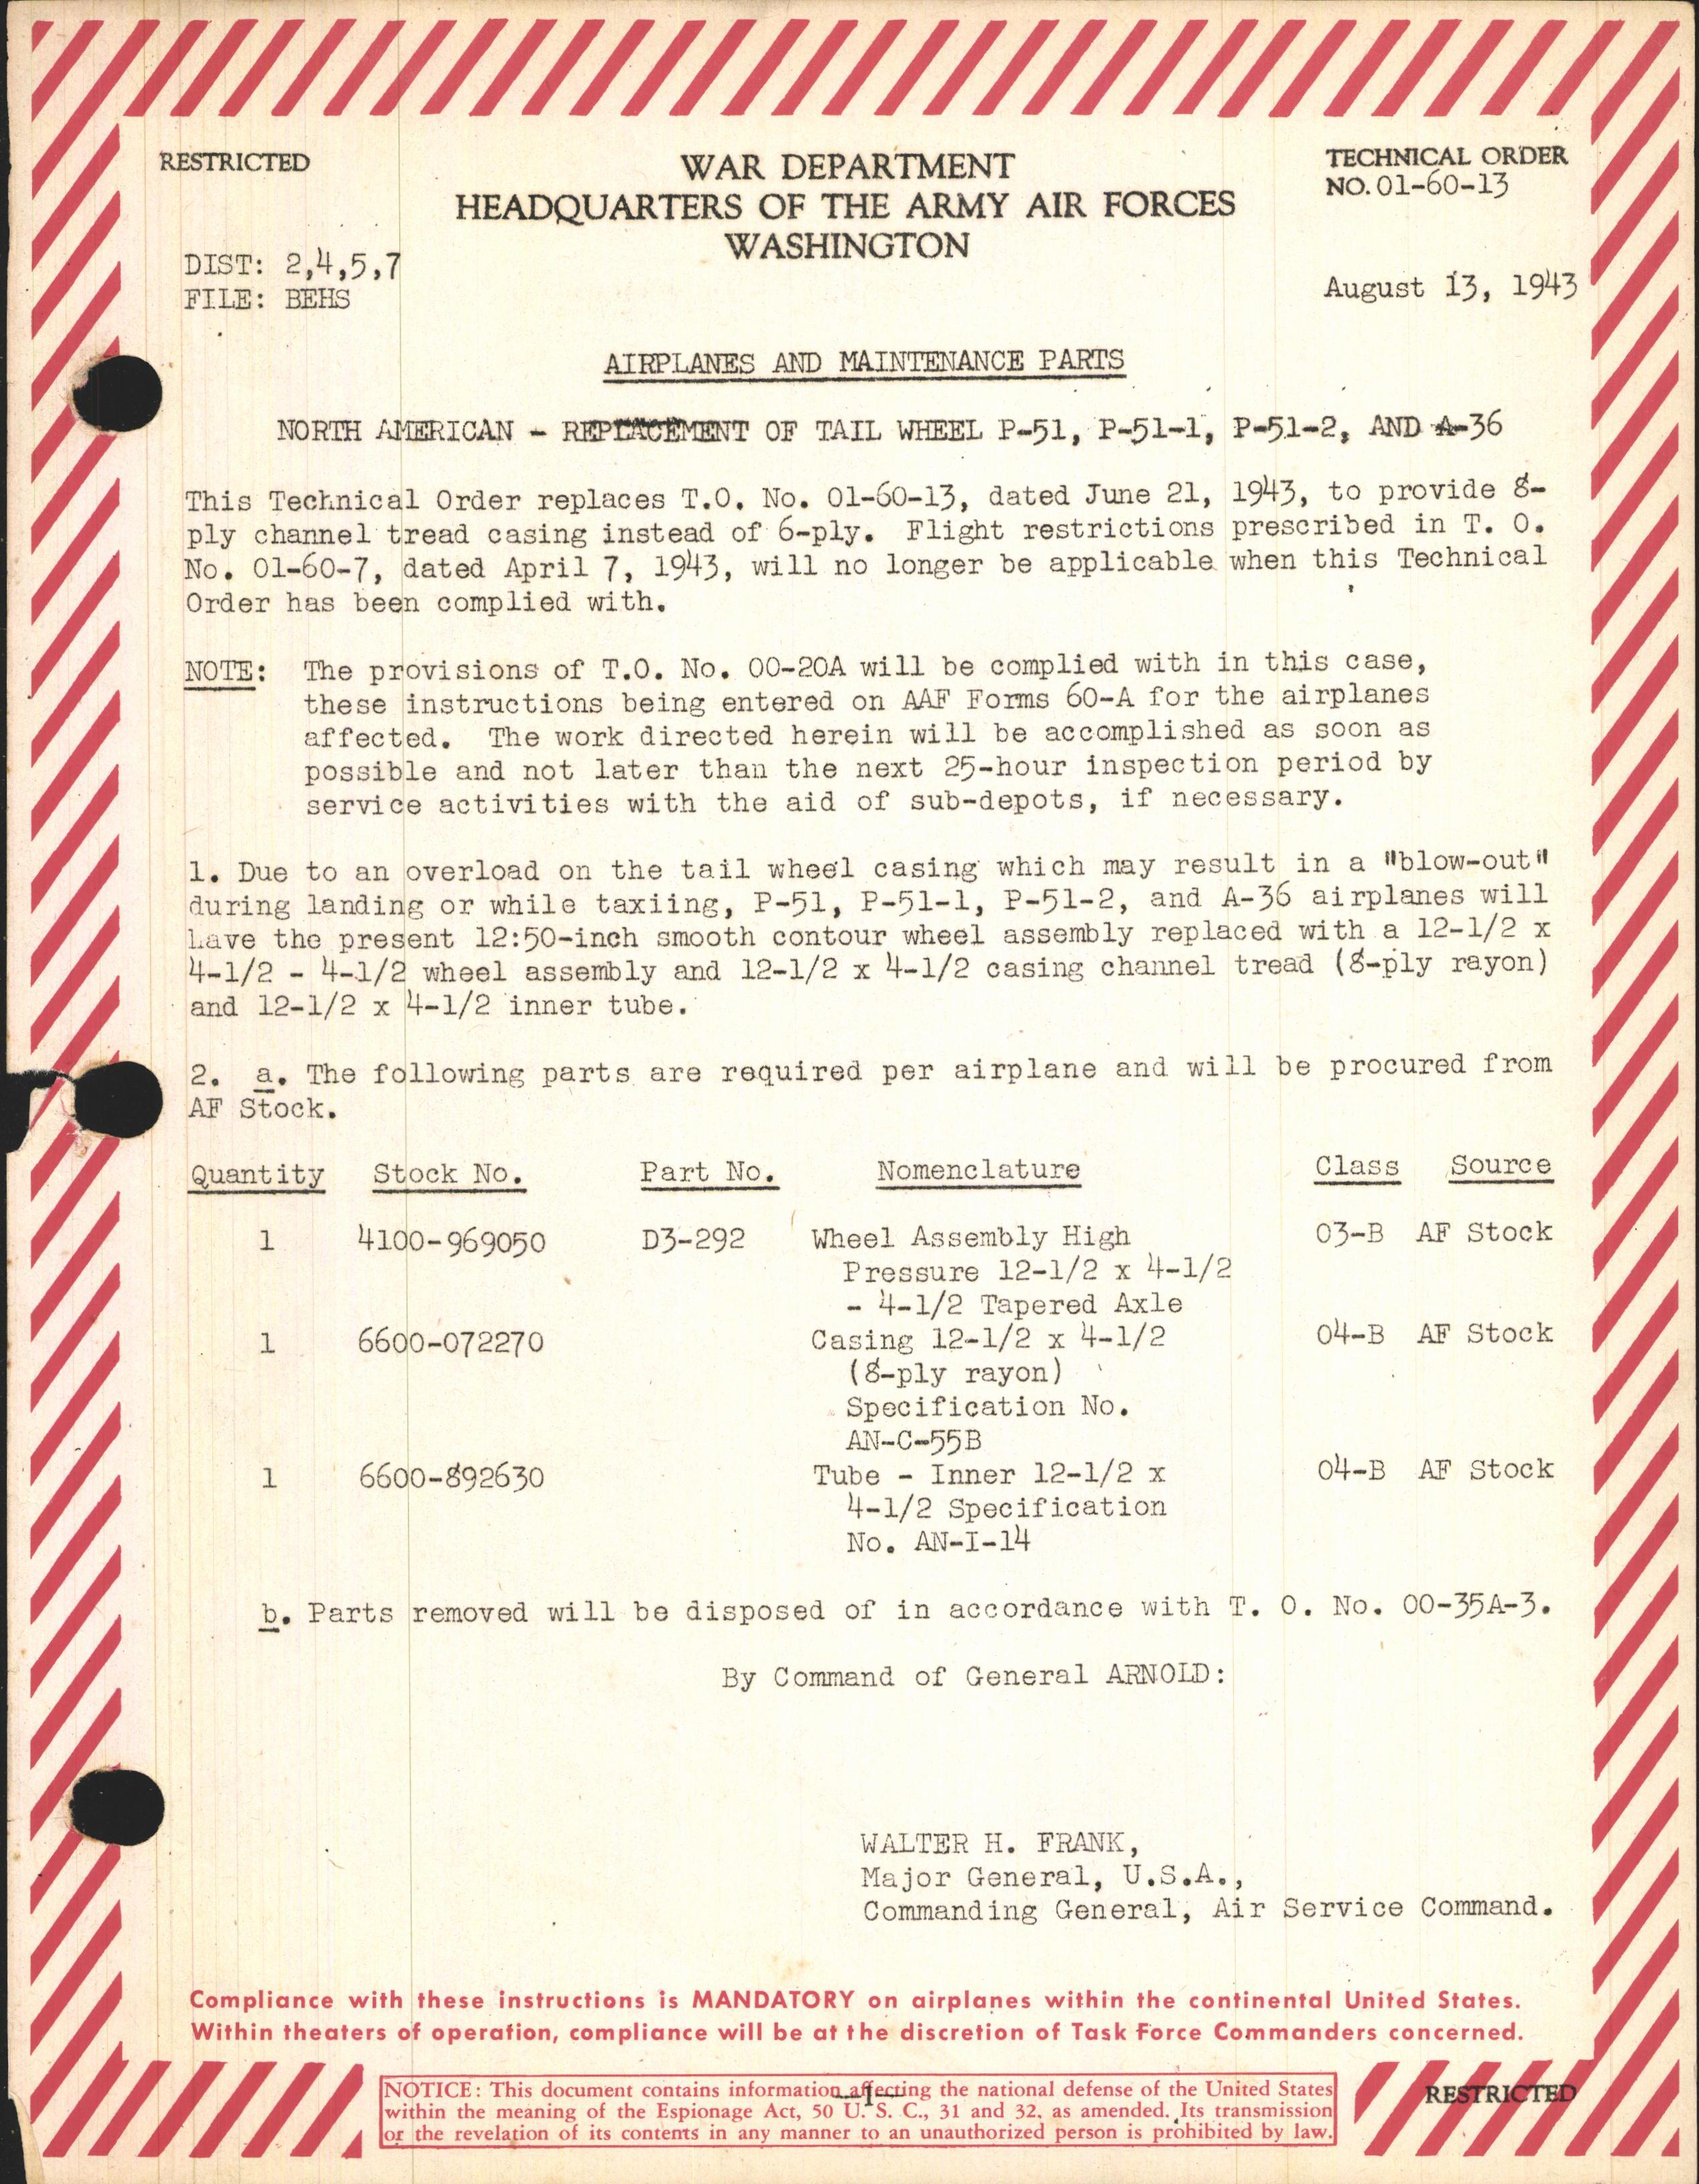 RESTRICTED
WAR DEPARTMENT
HEADQUARTERS OF THE ARMY AIR FORCES
WASHINGTON
TECHNICAL ORDER
NO. 01-60-13
DIST: 2,4,5,7
FILE: BEHS
August 13, 1943
AIRPLANES AND MAINTENANCE PARTS
NORTH AMERICAN - REPLACEMENT OF TAIL WHEEL P-51, P-51-1, P-51-2, AND A-36
This Technical Order replaces T.O. No. 01-60-13, dated June 21, 1943, to provide 8-
ply channel tread casing instead of 6-ply. Flight restrictions prescribed in T. O.
No. 01-60-7, dated April 7, 1943, will no longer be applicable when this Technical
Order has been complied with.
NOTE: The provisions of T.O. No. 00-20A will be complied with in this case,
these instructions being entered on AAF Forms 60-A for the airplanes
affected. The work directed herein will be accomplished as soon as
possible and not later than the next 25-hour inspection period by
service activities with the aid of sub-depots, if necessary.
1. Due to an overload on the tail wheel casing which may result in a "blow-out"
during landing or while taxiing, P-51, P-51-1, P-51-2, and A-36 airplanes will
have the present 12:50-inch smooth contour wheel assembly replaced with a 12-1/2 x
4-1/2 - 4-1/2 wheel assembly and 12-1/2 x 4-1/2 casing channel tread (8-ply rayon)
and 12-1/2 x 4-1/2 inner tube.
2. a. The following parts are required per airplane and will be procured from
AF Stock.
Quantity Stock No. Part No. Nomenclature Class Source
1 4100-969050 D3-292 Wheel Assembly High 03-B AF Stock
Pressure 12-1/2 x 4-1/2
- 4-1/2 Tapered Axle
1 6600-072270 Casing 12-1/2 x 4-1/2 04-B AF Stock
(8-ply rayon)
Specification No.
AN-C-55B
1 6600-892630 Tube - Inner 12-1/2 x 04-B AF Stock
4-1/2 Specification
No. AN-I-14
b. Parts removed will be disposed of in accordance with T. O. No. 00-35A-3.
By Command of General ARNOLD:
WALTER H. FRANK,
Major General, U.S.A.,
Commanding General, Air Service Command.
Compliance with these instructions is MANDATORY on airplanes within the continental United States.
Within theaters of operation, compliance will be at the discretion of Task Force Commanders concerned.
NOTICE: This document contains information affecting the national defense of the United States
within the meaning of the Espionage Act, 50 U. S. C., 31 and 32, as amended. Its transmission
or the revelation of its contents in any manner to an unauthorized person is prohibited by law.
-1-
RESTRICTED